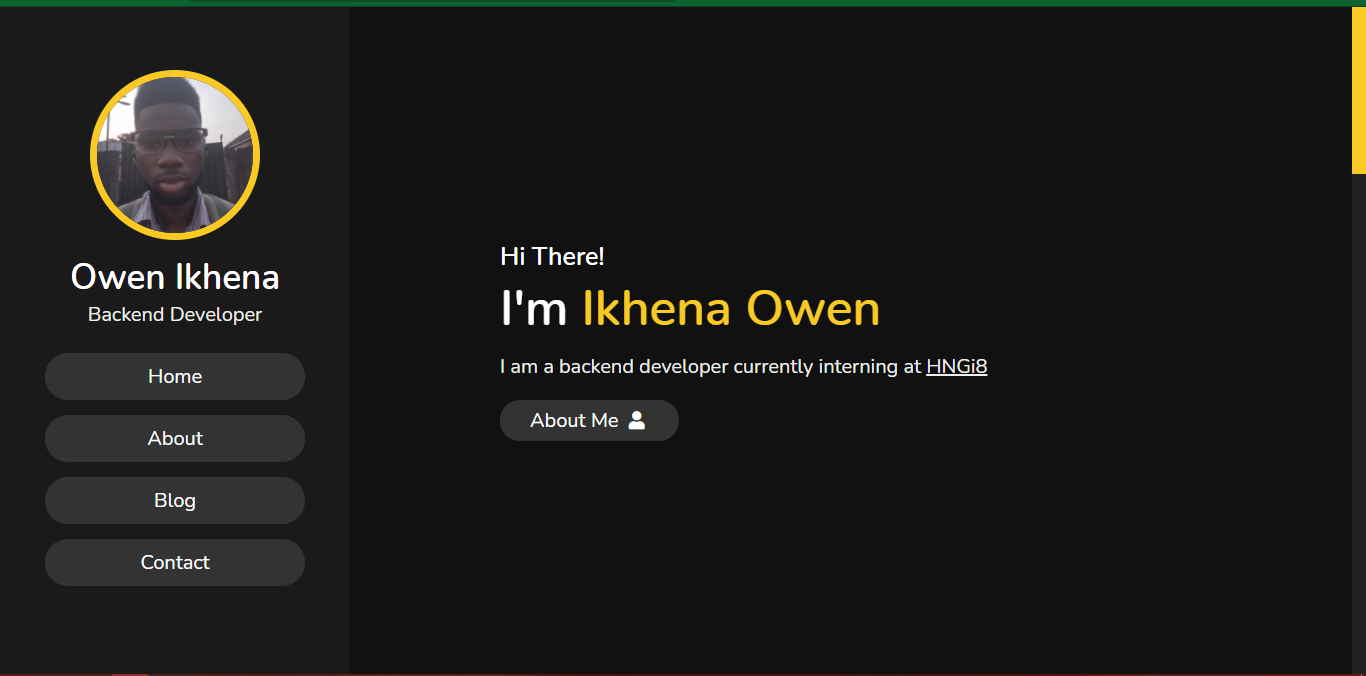 Owen Ikhena
Backend Developer
Home
About
Blog
Contact
Hi There!
I'm Ikhena Owen
I am a backend developer currently interning at HNGi8
About Me